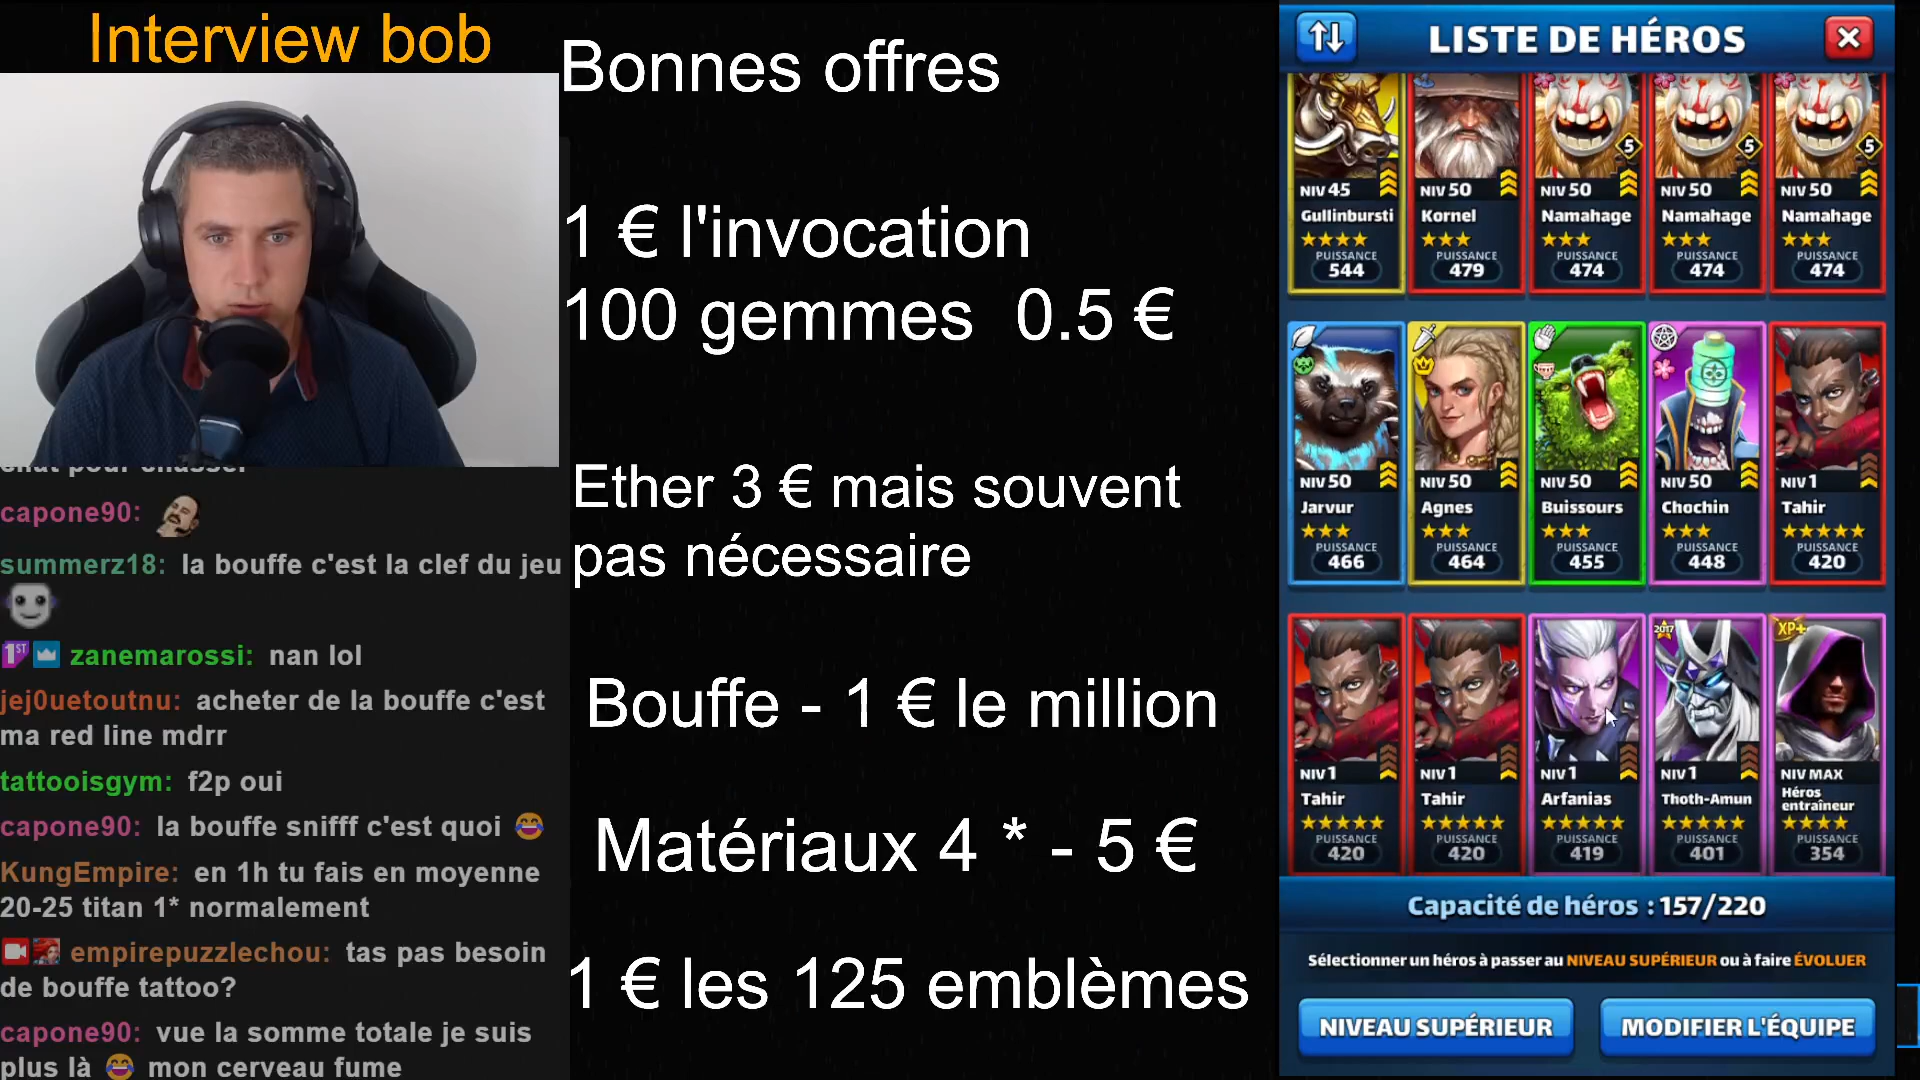 Interview bob
chat pour chasser
capone90:
summerz18: la bouffe c'est la clef du jeu
1ST zanemarossi: nan lol
jej0uetoutnu: acheter de la bouffe c'est
ma red line mdrr
tattooisgym: f2p oui
capone90: la bouffe snifff c'est quoi 😂
KungEmpire: en 1h tu fais en moyenne
20-25 titan 1* normalement
empirepuzzlechou: tas pas besoin
de bouffe tattoo?
capone90: vue la somme totale je suis
plus là 😂 mon cerveau fume
Bonnes offres
1 € l'invocation
100 gemmes 0.5 €
Ether 3 € mais souvent
pas nécessaire
Bouffe - 1 € le million
Matériaux 4 * - 5 €
1 € les 125 emblèmes
LISTE DE HÉROS
5 5 5
NIV 45 NIV 50 NIV 50 NIV 50 NIV 50
Gullinbursti Kornel Namahage Namahage Namahage
PUISSANCE PUISSANCE PUISSANCE PUISSANCE PUISSANCE
544 479 474 474 474
NIV 50 NIV 50 NIV 50 NIV 50 NIV 1
Jarvur Agnes Buissours Chochin Tahir
PUISSANCE PUISSANCE PUISSANCE PUISSANCE PUISSANCE
466 464 455 448 420
2017 XP+
NIV 1 NIV 1 NIV 1 NIV 1 NIV MAX
Tahir Tahir Arfanias Thoth-Amun Héros
entraîneur
PUISSANCE PUISSANCE PUISSANCE PUISSANCE PUISSANCE
420 420 419 401 354
Capacité de héros : 157/220
Sélectionner un héros à passer au NIVEAU SUPÉRIEUR ou à faire ÉVOLUER
NIVEAU SUPÉRIEUR MODIFIER L'ÉQUIPE